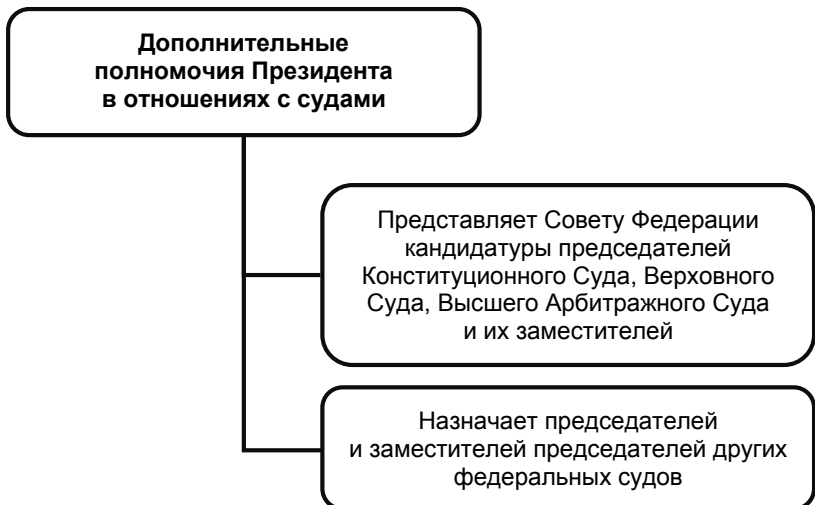 Дополнительные
полномочия Президента
в отношениях с судами
Представляет Совету Федерации
кандидатуры председателей
Конституционного Суда, Верховного
Суда, Высшего Арбитражного Суда
и их заместителей
Назначает председателей
и заместителей председателей других
федеральных судов